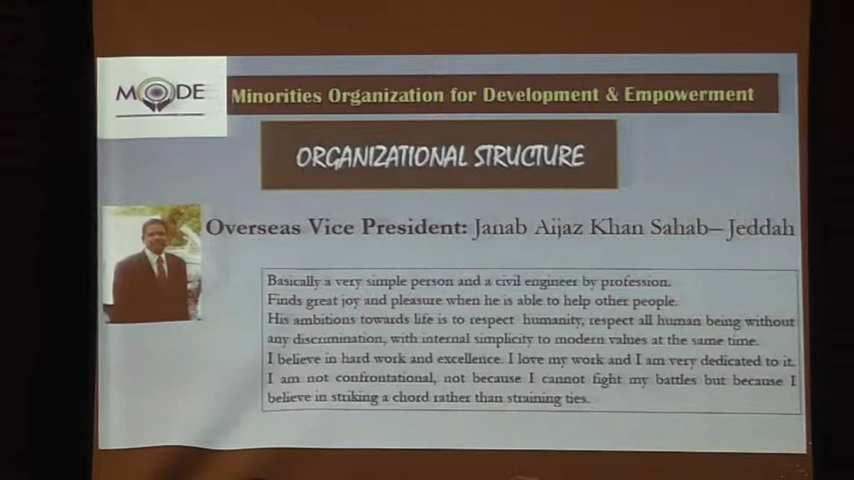 MODE
Minorities Organization for Development & Empowerment
ORGANIZATIONAL STRUCTURE
Overseas Vice President: Janab Aijaz Khan Sahab– Jeddah
Basically a very simple person and a civil engineer by profession.
Finds great joy and pleasure when he is able to help other people.
His ambitions towards life is to respect humanity, respect all human being without
any discrimination, with internal simplicity to modern values at the same time.
I believe in hard work and excellence. I love my work and I am very dedicated to it.
I am not confrontational, not because I cannot fight my battles but because I
believe in striking a chord rather than straining ties.